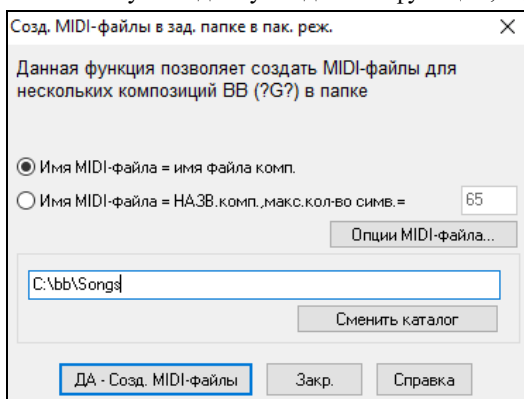 Созд. MIDI-файлы в зад. папке в пак. реж.
Данная функция позволяет создать MIDI-файлы для
нескольких композиций BB (?G?) в папке
Имя MIDI-файла = имя файла комп.
Имя MIDI-файла = НАЗВ.комп.,макс.кол-во симв.= 65
Опции MIDI-файла...
C:\bb\Songs
Сменить каталог
ДА - Созд. MIDI-файлы Закр. Справка